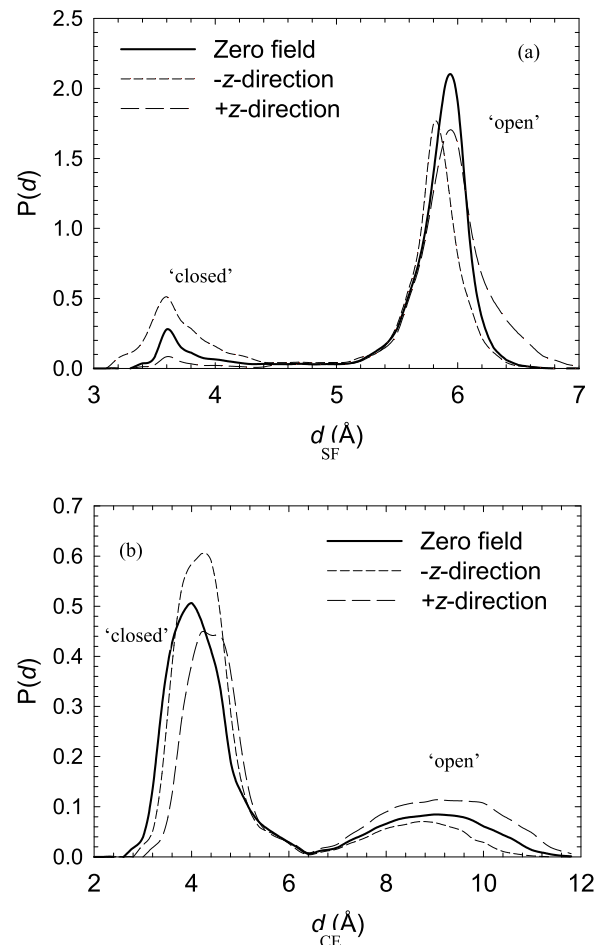 2.5
Zero field
(a)
-z-direction
2.0
+z-direction
'open'
1.5
P(d)
1.0
'closed'
0.5
0.0
3 4 5 6 7
d (Å)
SF
0.7
(b)
Zero field
0.6
-z-direction
+z-direction
0.5
'closed'
0.4
P(d)
0.3
'open'
0.2
0.1
0.0
2 4 6 8 10 12
d (Å)
CE